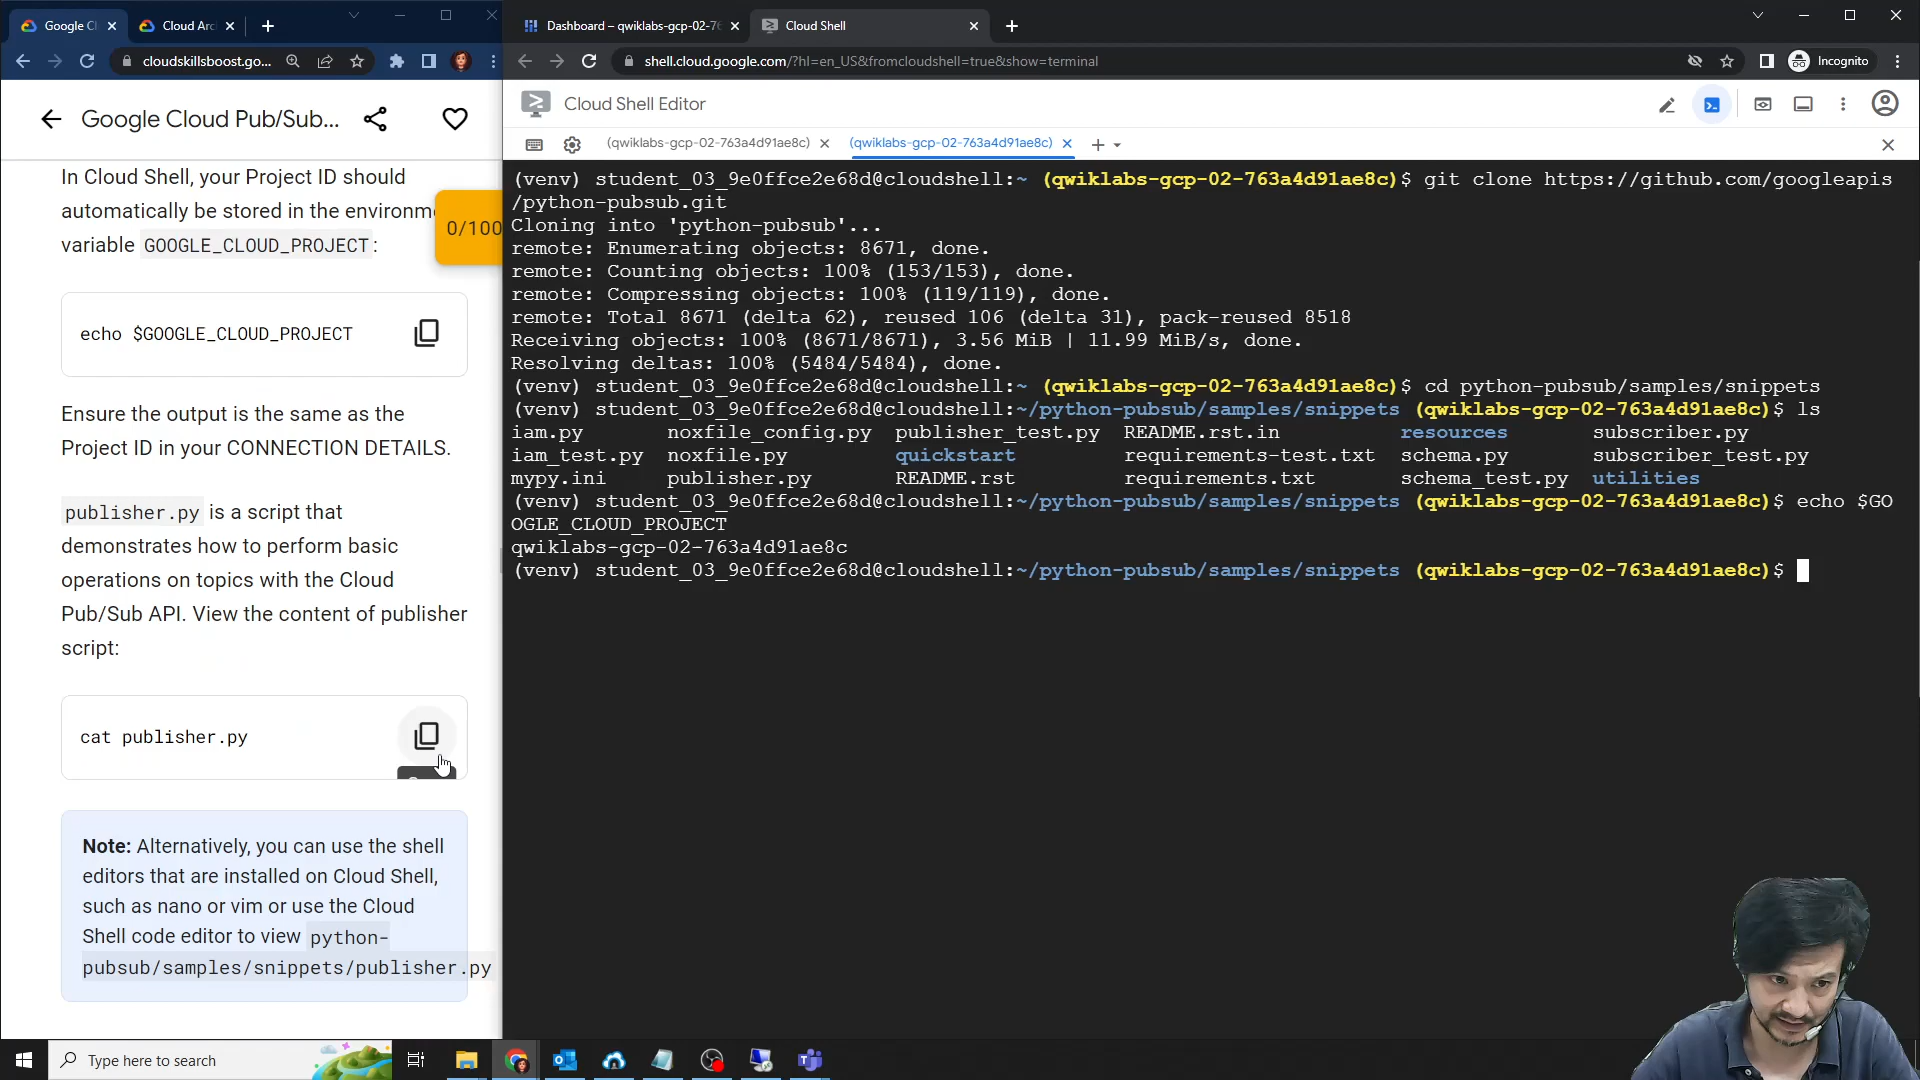 Google Cl
Cloud Arc
cloudskillsboost.go...
Google Cloud Pub/Sub...
In Cloud Shell, your Project ID should
automatically be stored in the environme
variable GOOGLE_CLOUD_PROJECT:
0/100
echo $GOOGLE_CLOUD_PROJECT
Ensure the output is the same as the
Project ID in your CONNECTION DETAILS.
publisher.py is a script that
demonstrates how to perform basic
operations on topics with the Cloud
Pub/Sub API. View the content of publisher
script:
cat publisher.py
Note: Alternatively, you can use the shell
editors that are installed on Cloud Shell,
such as nano or vim or use the Cloud
Shell code editor to view python-
pubsub/samples/snippets/publisher.py
Dashboard – qwiklabs-gcp-02-76
Cloud Shell
shell.cloud.google.com/?hl=en_US&fromcloudshell=true&show=terminal
Incognito
Cloud Shell Editor
(qwiklabs-gcp-02-763a4d91ae8c)
(qwiklabs-gcp-02-763a4d91ae8c)
(venv) student_03_9e0ffce2e68d@cloudshell:~ (qwiklabs-gcp-02-763a4d91ae8c)$ git clone https://github.com/googleapis
/python-pubsub.git
Cloning into 'python-pubsub'...
remote: Enumerating objects: 8671, done.
remote: Counting objects: 100% (153/153), done.
remote: Compressing objects: 100% (119/119), done.
remote: Total 8671 (delta 62), reused 106 (delta 31), pack-reused 8518
Receiving objects: 100% (8671/8671), 3.56 MiB | 11.99 MiB/s, done.
Resolving deltas: 100% (5484/5484), done.
(venv) student_03_9e0ffce2e68d@cloudshell:~ (qwiklabs-gcp-02-763a4d91ae8c)$ cd python-pubsub/samples/snippets
(venv) student_03_9e0ffce2e68d@cloudshell:~/python-pubsub/samples/snippets (qwiklabs-gcp-02-763a4d91ae8c)$ ls
iam.py noxfile_config.py publisher_test.py README.rst.in resources subscriber.py
iam_test.py noxfile.py quickstart requirements-test.txt schema.py subscriber_test.py
mypy.ini publisher.py README.rst requirements.txt schema_test.py utilities
(venv) student_03_9e0ffce2e68d@cloudshell:~/python-pubsub/samples/snippets (qwiklabs-gcp-02-763a4d91ae8c)$ echo $GO
OGLE_CLOUD_PROJECT
qwiklabs-gcp-02-763a4d91ae8c
(venv) student_03_9e0ffce2e68d@cloudshell:~/python-pubsub/samples/snippets (qwiklabs-gcp-02-763a4d91ae8c)$
Type here to search